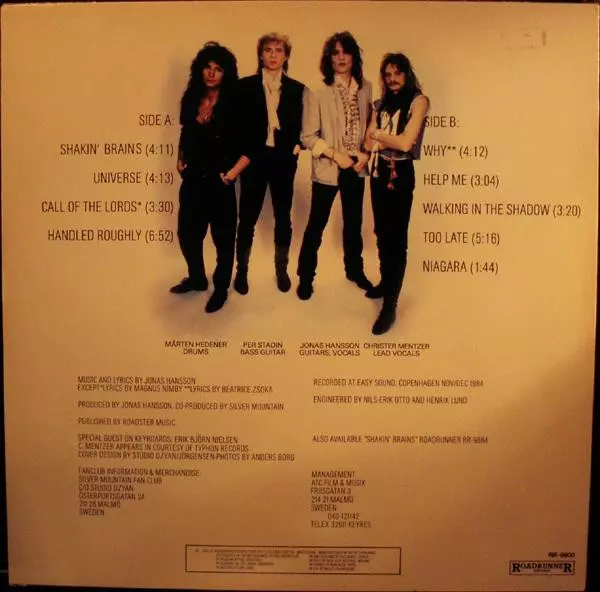 SIDE A:
SHAKIN' BRAINS (4:11)
UNIVERSE (4:13)
CALL OF THE LORDS* (3:30)
HANDLED ROUGHLY (6:52)
SIDE B:
WHY** (4:12)
HELP ME (3:04)
WALKING IN THE SHADOW (3:20)
TOO LATE (5:16)
NIAGARA (1:44)
MÅRTEN HEDENER
DRUMS
PER STADIN
BASS GUITAR
JONAS HANSSON
GUITARS, VOCALS
CHRISTER MENTZER
LEAD VOCALS
MUSIC AND LYRICS BY JONAS HANSSON
EXCEPT *LYRICS BY MAGNUS NIMBY **LYRICS BY BEATRICE ZSOKA
PRODUCED BY JONAS HANSSON, CO-PRODUCED BY SILVER MOUNTAIN
PUBLISHED BY ROADSTER MUSIC.
SPECIAL GUEST ON KEYBOARDS: ERIK BJÖRN NIELSEN
C. MENTZER APPEARS IN COURTESY OF TYPHON RECORDS
COVER DESIGN BY STUDIO DZYAN/JÖRGENSEN-PHOTOS BY ANDERS BORG
FANCLUB INFORMATION & MERCHANDISE:
SILVER MOUNTAIN FAN CLUB
C/O STUDIO DZYAN
MALMÖ
SWEDEN
RECORDED AT EASY SOUND, COPENHAGEN NOV/DEC 1984
ENGINEERED BY NILS ERIK OTTO AND HENRIK LUND
ALSO AVAILABLE "SHAKIN' BRAINS" ROADRUNNER RR-9884
MANAGEMENT
ATC FILM & MUSIK
FRIISGATAN 3
214 21 MALMÖ
SWEDEN
040-121142
TELEX 32601 KEYBES
RR-9800
ROADRUNNER